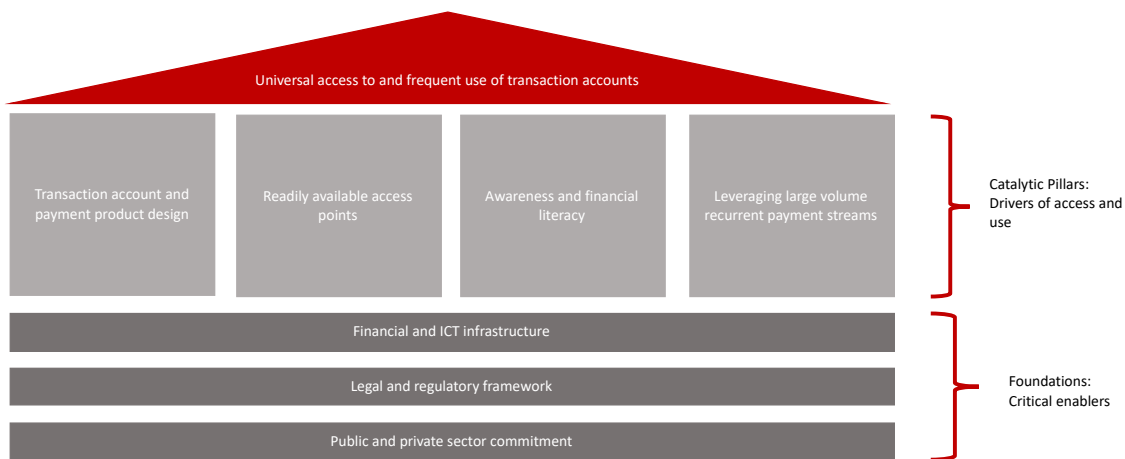 Universal access to and frequent use of transaction accounts
Transaction account and
payment product design
Readily available access
points
Awareness and financial
literacy
Leveraging large volume
recurrent payment streams
Catalytic Pillars:
Drivers of access and
use
Financial and ICT infrastructure
Legal and regulatory framework
Public and private sector commitment
Foundations:
Critical enablers